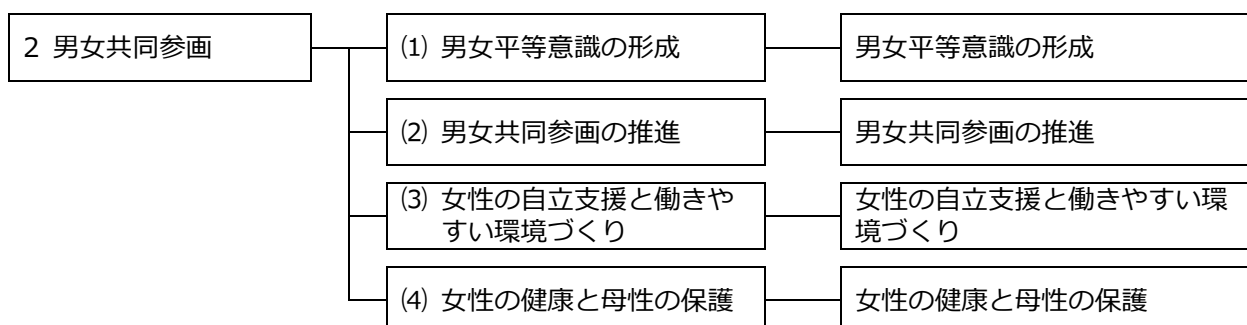 2 男女共同参画
⑴ 男女平等意識の形成
男女平等意識の形成
⑵ 男女共同参画の推進
男女共同参画の推進
⑶ 女性の自立支援と働きや
すい環境づくり
女性の自立支援と働きやすい環
境づくり
⑷ 女性の健康と母性の保護
女性の健康と母性の保護